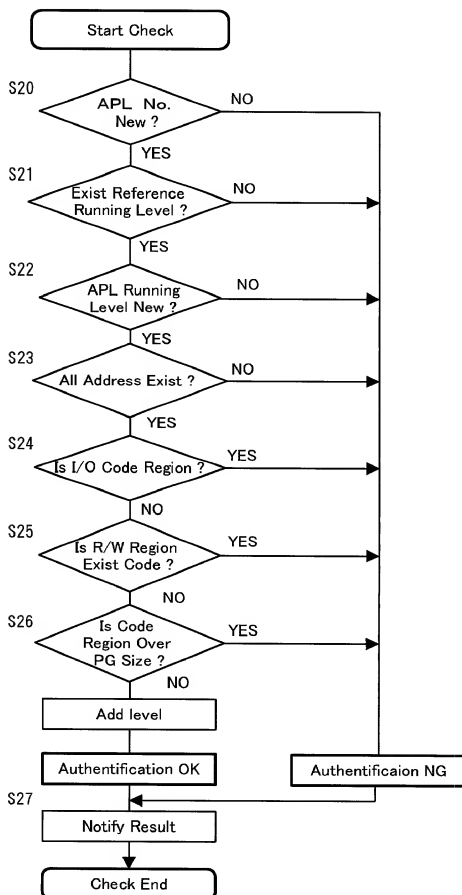 Start Check
S20
APL No.
New ?
NO
YES
S21
Exist Reference
Running Level ?
NO
YES
S22
APL Running
Level New ?
NO
YES
S23
All Address Exist ?
NO
YES
S24
Is I/O Code Region ?
YES
NO
S25
Is R/W Region
Exist Code ?
YES
NO
S26
Is Code
Region Over
PG Size ?
YES
NO
Add level
Authentification OK
Authentificaion NG
S27
Notify Result
Check End